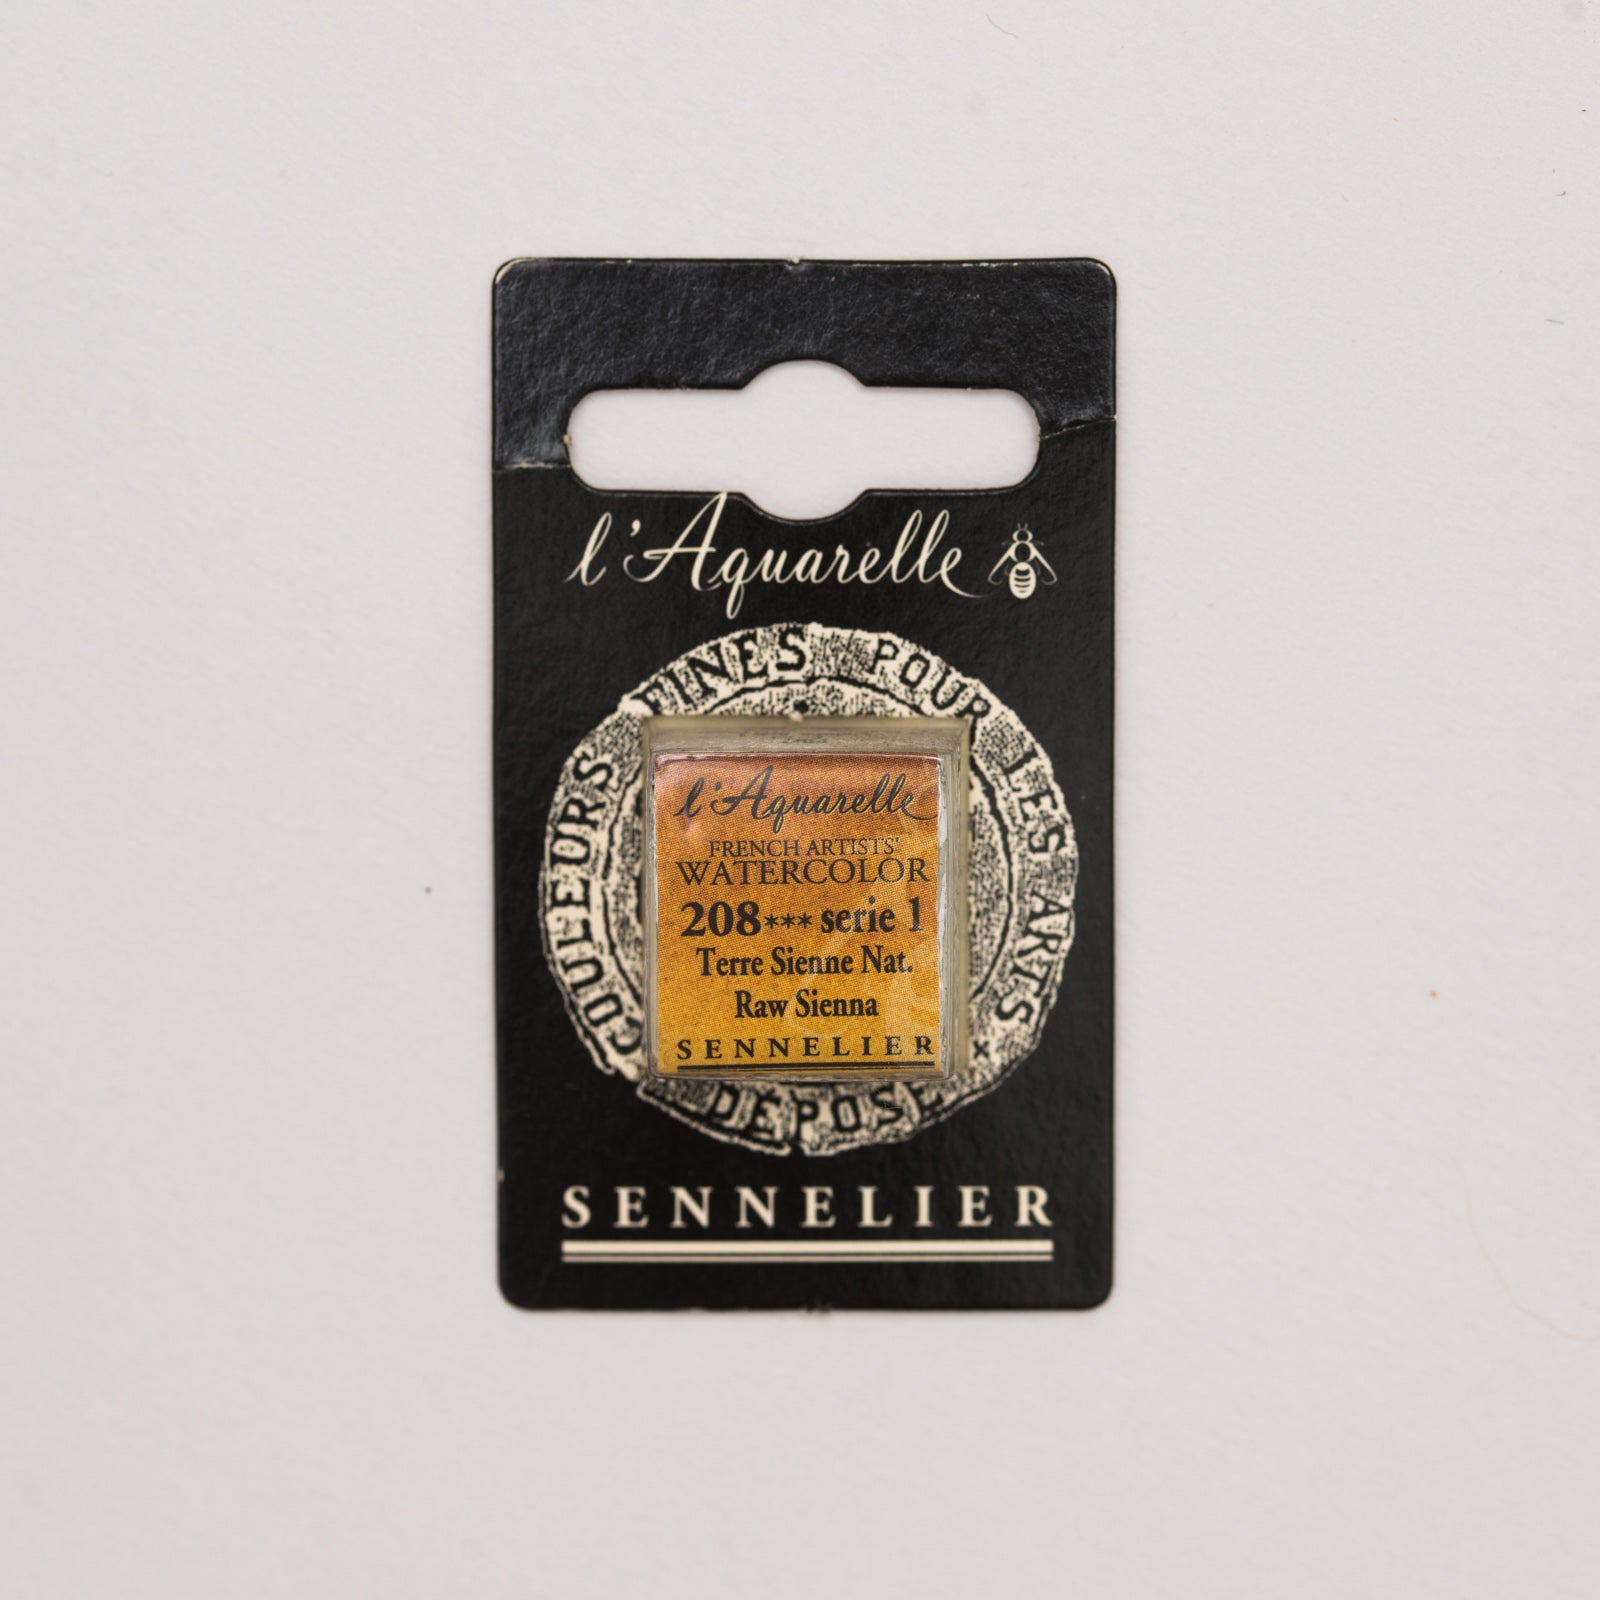 l'Aquarelle
COULEURS FINES POUR LES ARTS
l'Aquarelle
FRENCH ARTISTS'
WATERCOLOR
208*** serie 1
Terre Sienne Nat.
Raw Sienna
SENNELIER
DÉPOSÉ
SENNELIER